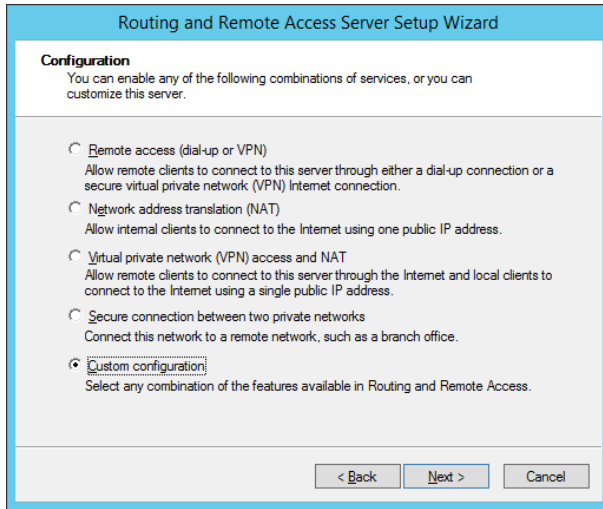 Routing and Remote Access Server Setup Wizard
Configuration
You can enable any of the following combinations of services, or you can
customize this server.
Remote access (dial-up or VPN)
Allow remote clients to connect to this server through either a dial-up connection or a
secure virtual private network (VPN) Internet connection.
Network address translation (NAT)
Allow internal clients to connect to the Internet using one public IP address.
Virtual private network (VPN) access and NAT
Allow remote clients to connect to this server through the Internet and local clients to
connect to the Internet using a single public IP address.
Secure connection between two private networks
Connect this network to a remote network, such as a branch office.
Custom configuration
Select any combination of the features available in Routing and Remote Access.
< Back Next > Cancel